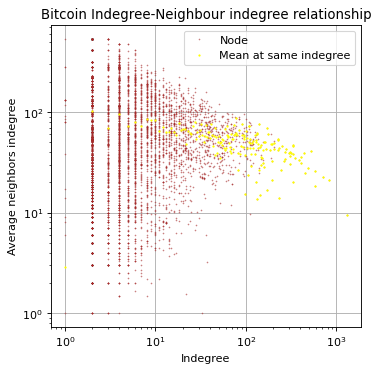 Bitcoin Indegree-Neighbour indegree relationship
Node
Mean at same indegree
Average neighbors indegree
10²
10¹
10⁰
10⁰ 10¹ 10² 10³
Indegree